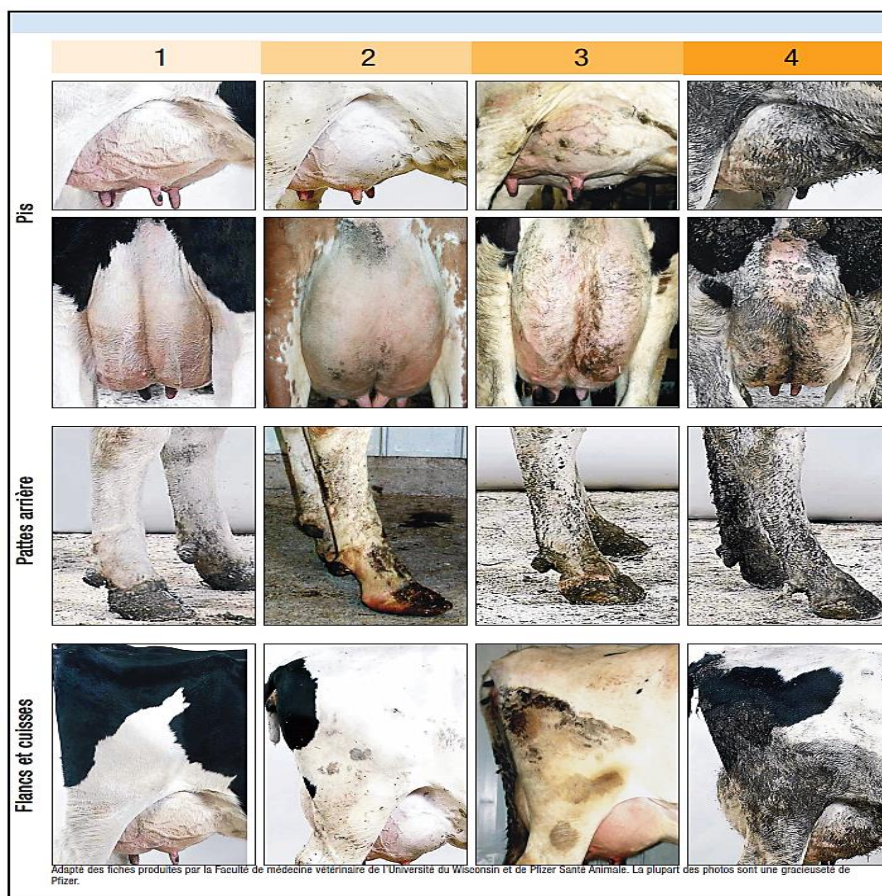 1 2 3 4
Pis
Pattes arrière
Flancs et cuisses
Adapté des fiches produites par la Faculté de médecine vétérinaire de l'Université du Wisconsin et de Pfizer Santé Animale. La plupart des photos sont une gracieuseté de
Pfizer.